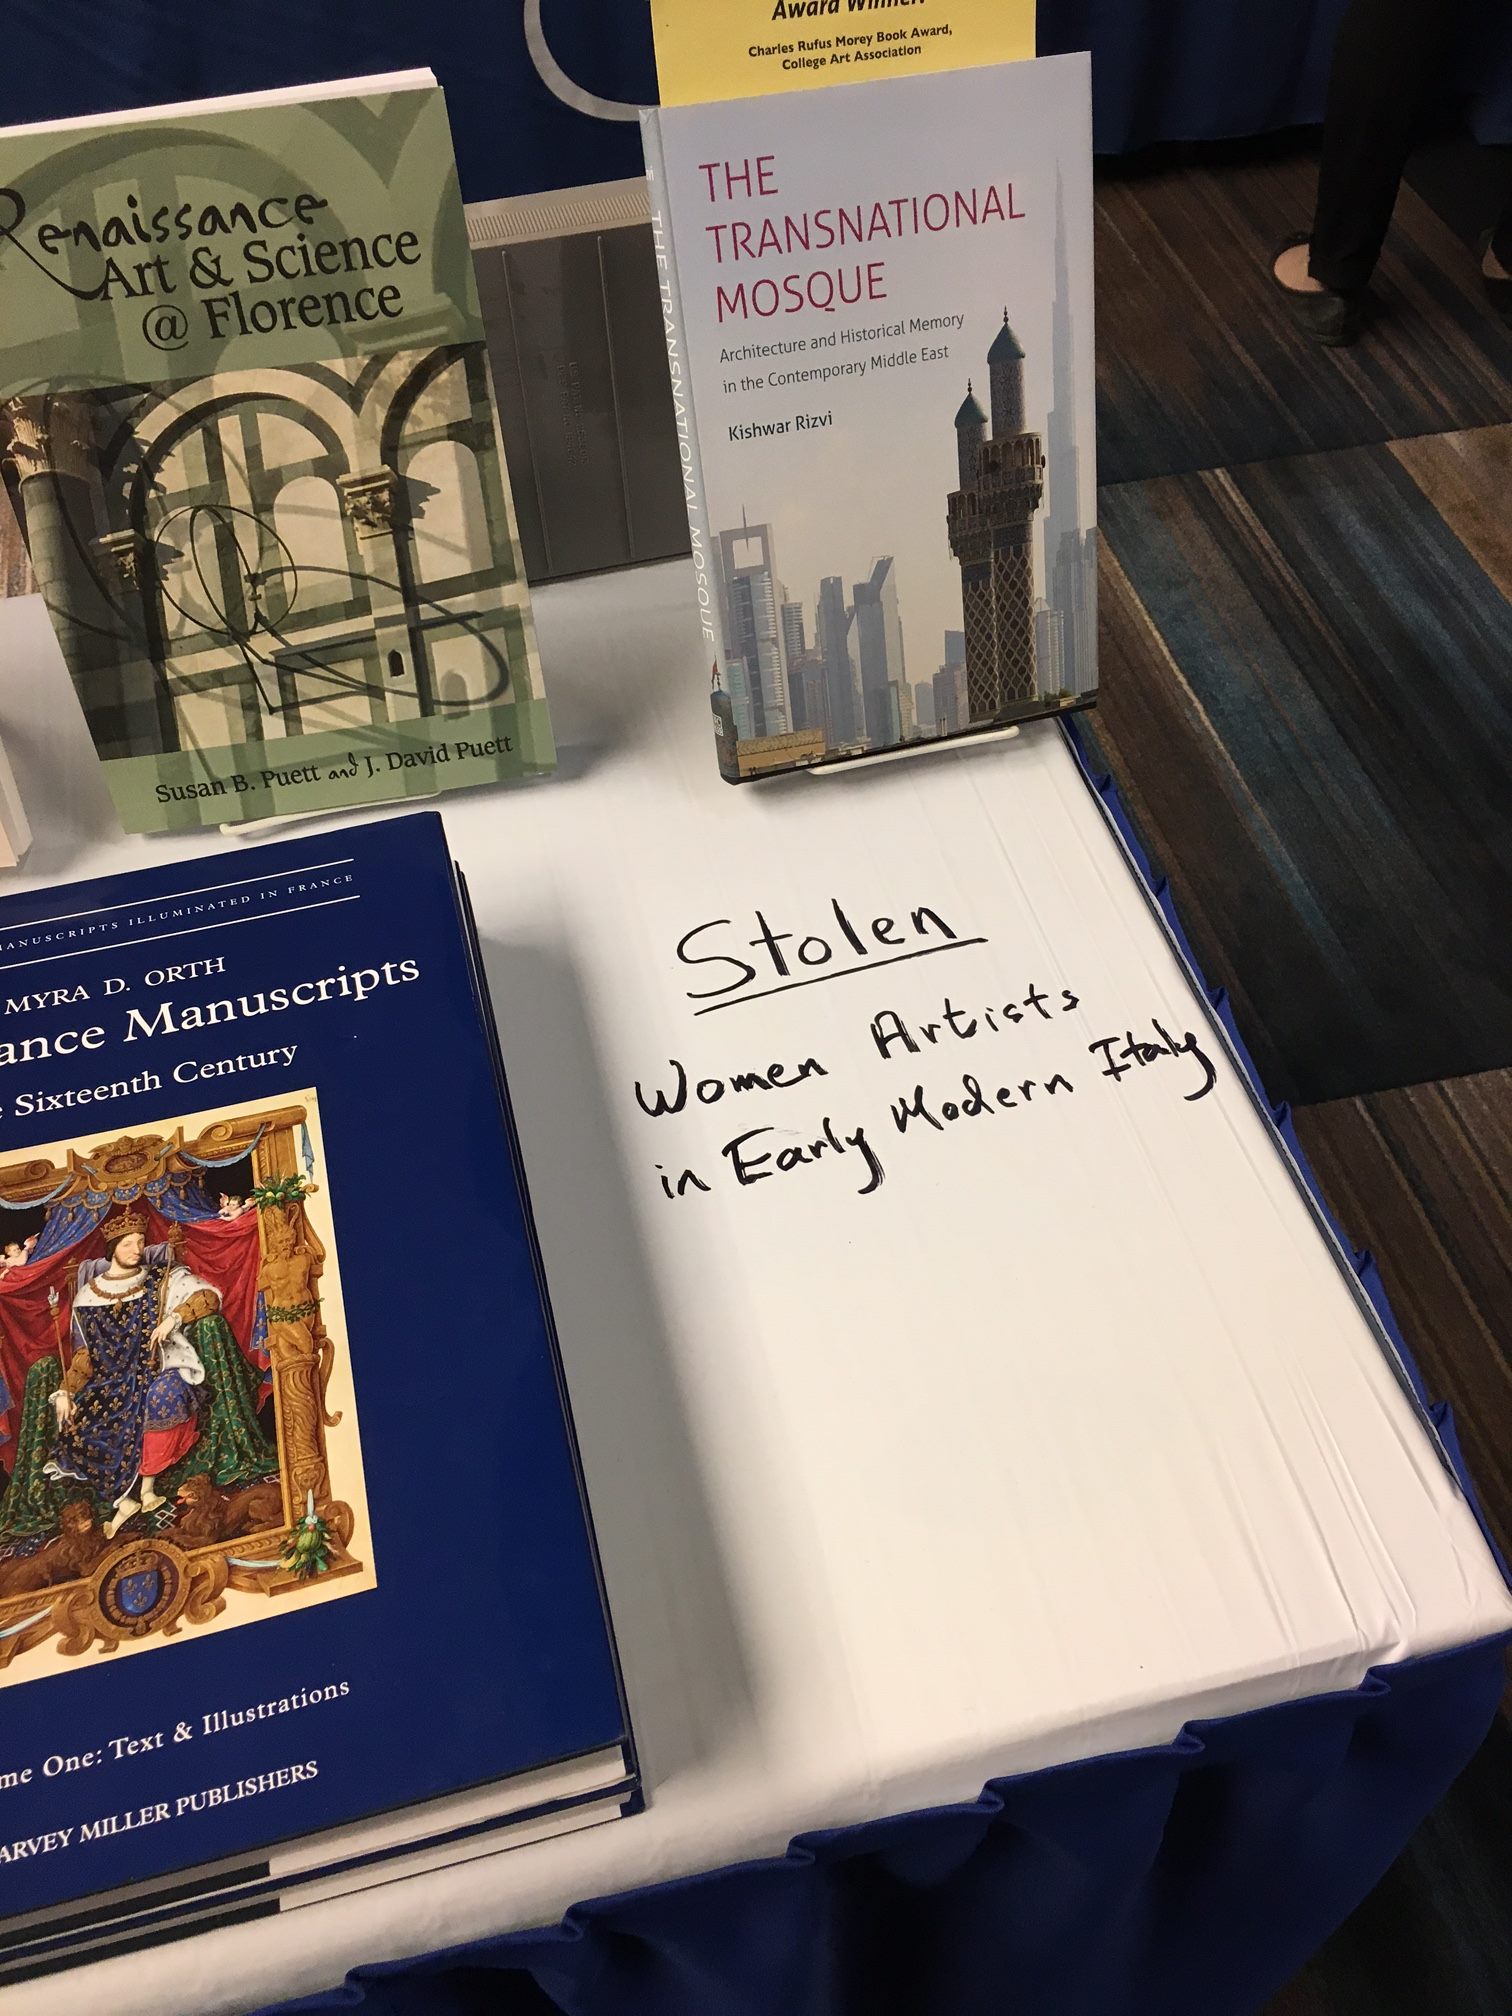 Award Winner!
Charles Rufus Morey Book Award,
College Art Association
Renaissance
Art & Science
@ Florence
Susan B. Puett and J. David Puett
THE
TRANSNATIONAL
MOSQUE
Architecture and Historical Memory
in the Contemporary Middle East
Kishwar Rizvi
THE TRANSNATIONAL MOSQUE
MANUSCRIPTS ILLUMINATED IN FRANCE
MYRA D. ORTH
ance Manuscripts
e Sixteenth Century
me One: Text & Illustrations
ARVEY MILLER PUBLISHERS
Stolen
Women Artists
in Early Modern Italy